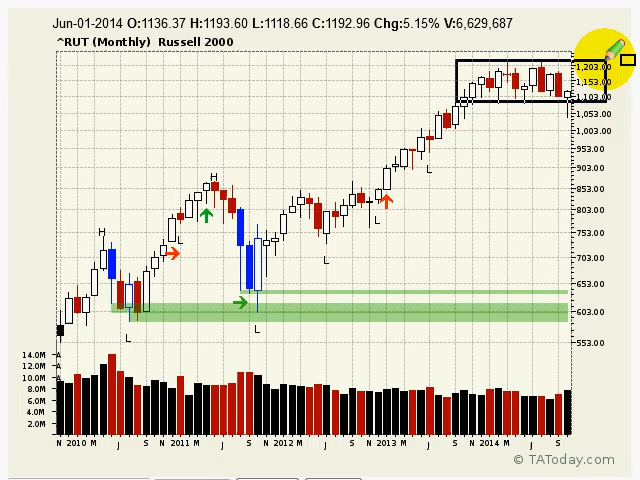 Jun-01-2014 O:1136.37 H:1193.60 L:1118.66 C:1192.96 Chg:5.15% V:6,629,687
^RUT (Monthly) Russell 2000
1,203.00
1,153.00
1,103.00
1,053.00
1,003.00
953.00
903.00
H
L
853.00
803.00
L
H
L
753.00
703.00
L
653.00
603.00
L
L
553.00
14.0M
12.0M
10.0M
8.0M
6.0M
4.0M
2.0M
N 2010 M J S N 2011 M J S N 2012 M J S N 2013 M J S N 2014 M J S
© TAToday.com